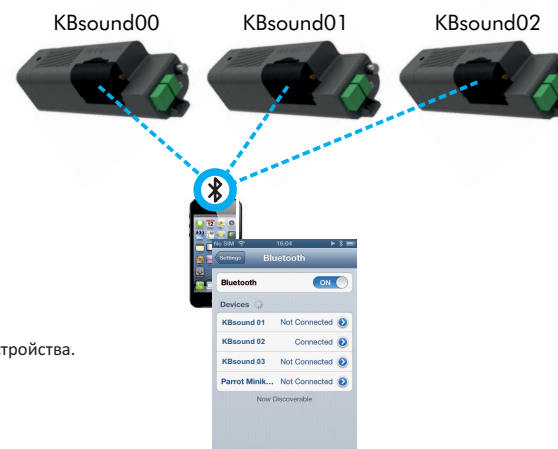 KBsound00 KBsound01 KBsound02
No SIM 15:04
Settings Bluetooth
Bluetooth ON
Devices
KBsound 01 Not Connected
KBsound 02 Connected
KBsound 03 Not Connected
Parrot Minik... Not Connected
Now Discoverable
тройства.